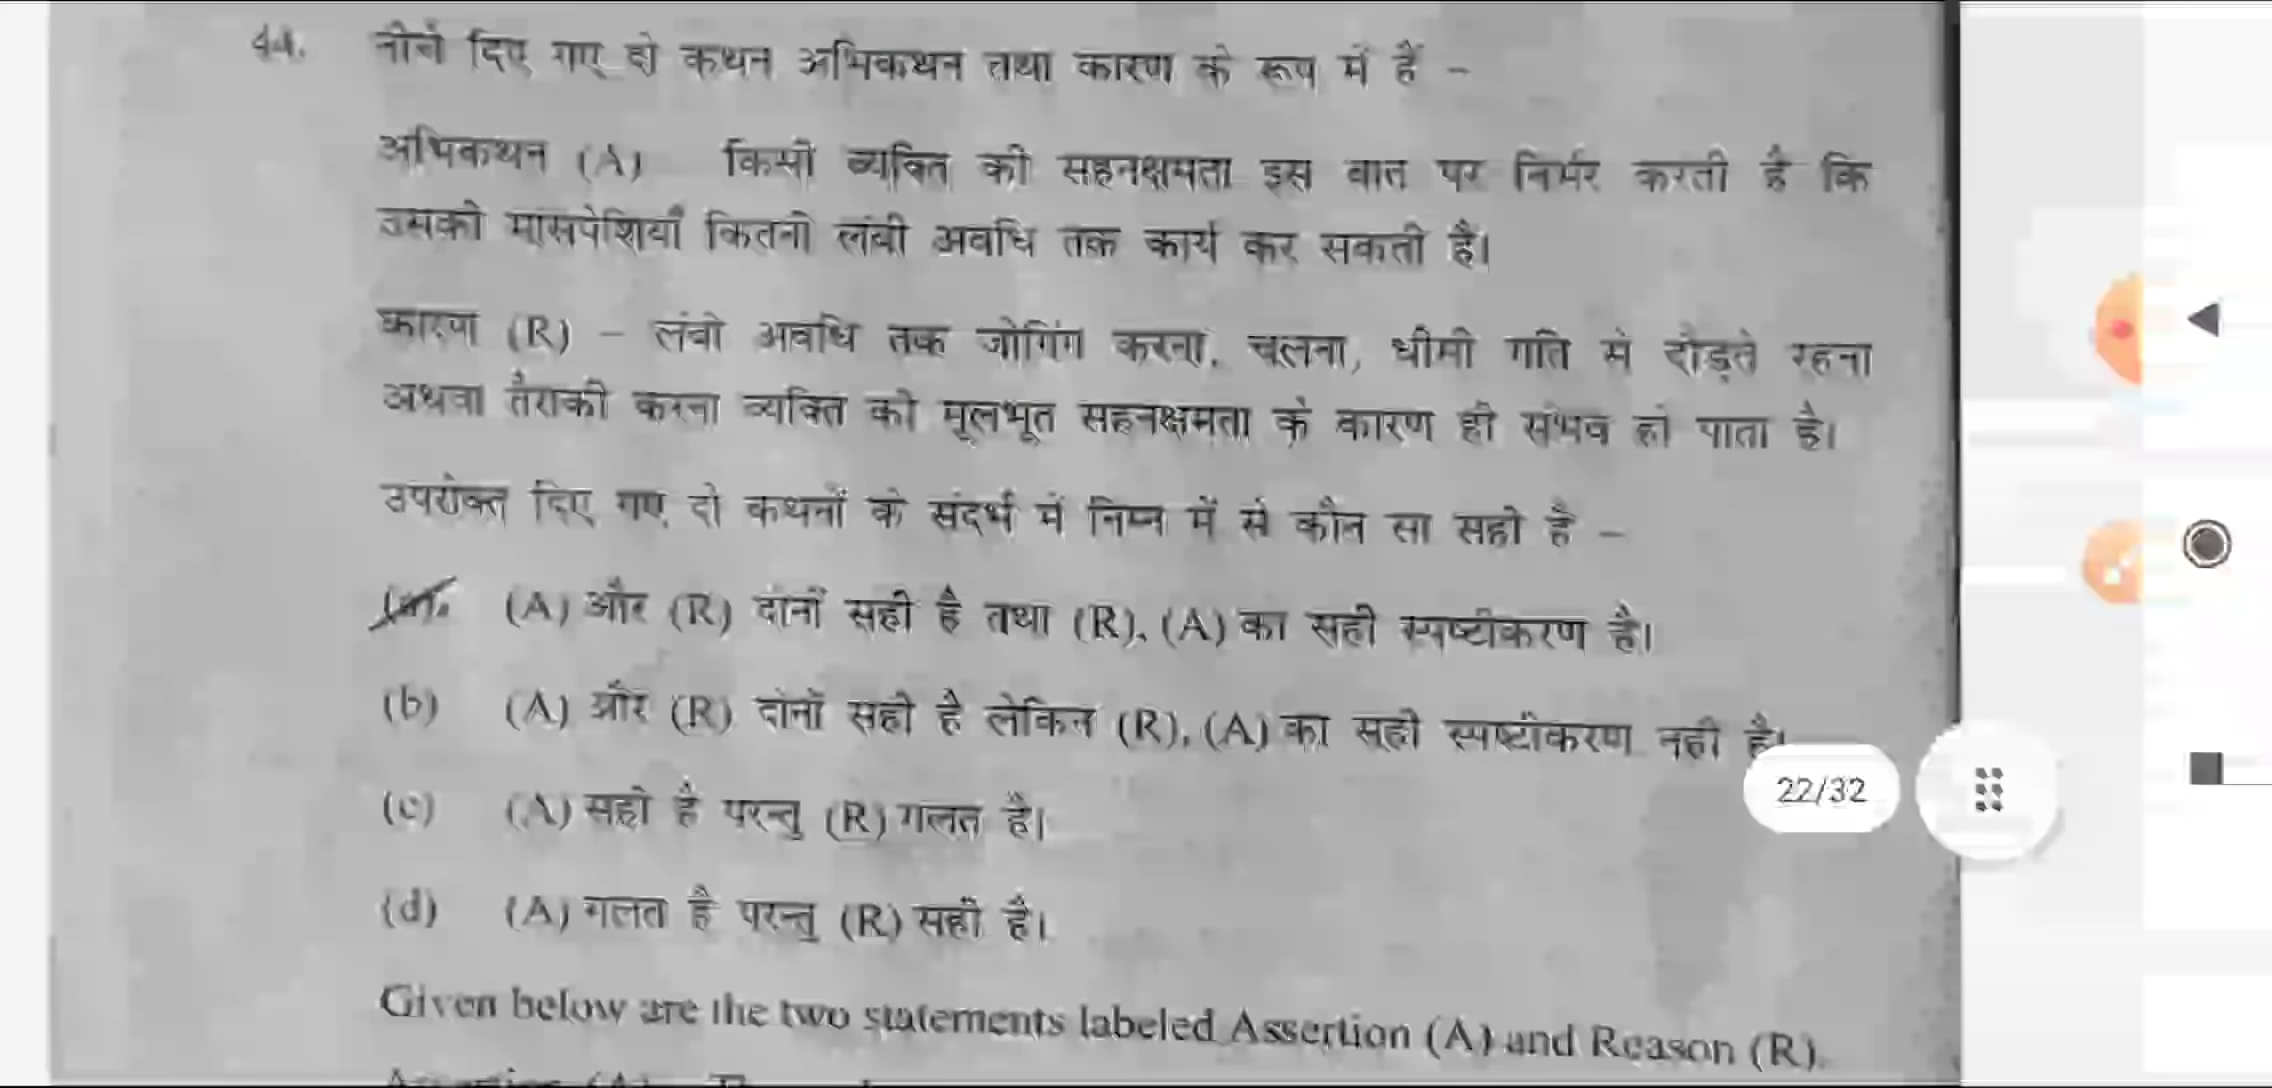 44. नीचे दिए गए दो कथन अभिकथन तथा कारण के रूप में हैं –
अभिकथन (A) किसी व्यक्ति की सहनक्षमता इस बात पर निर्भर करती है कि
उसकी मांसपेशियाँ कितनी लंबी अवधि तक कार्य कर सकती है।
कारण (R) – लंबी अवधि तक जोगिंग करना, चलना, धीमी गति से दौड़ते रहना
अथवा तैराकी करना व्यक्ति की मूलभूत सहनक्षमता के कारण ही संभव हो पाता है।
उपरोक्त दिए गए दो कथनों के संदर्भ में निम्न में से कौन सा सही है –
(a). (A) और (R) दोनों सही है तथा (R), (A) का सही स्पष्टीकरण है।
(b) (A) और (R) दोनों सही है लेकिन (R), (A) का सही स्पष्टीकरण नहीं है।
22/32
(c) (A) सही है परन्तु (R) गलत है।
(d) (A) गलत है परन्तु (R) सही है।
Given below are the two statements labeled Assertion (A) and Reason (R).